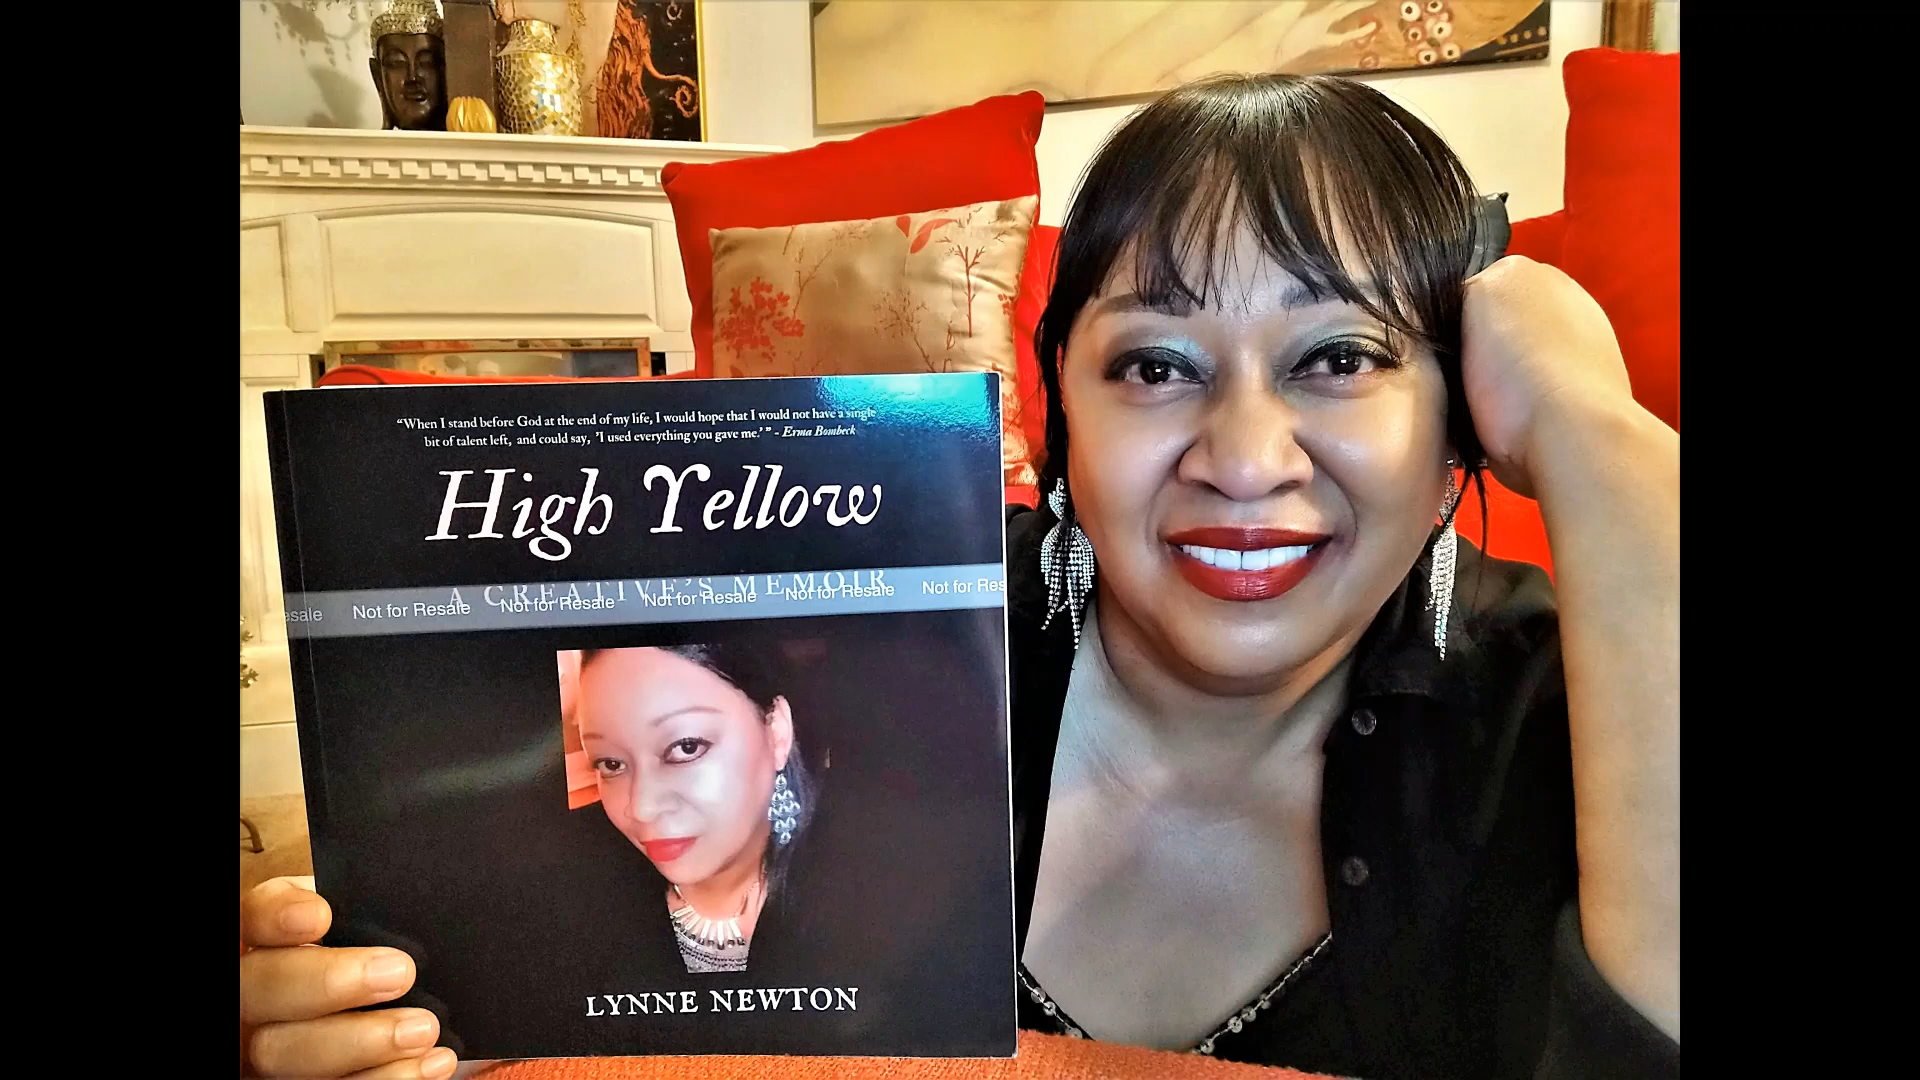 “When I stand before God at the end of my life, I would hope that I would not have a single
bit of talent left, and could say, 'I used everything you gave me.'” - Erma Bombeck
High Yellow
A CREATIVE'S MEMOIR
esale Not for Resale Not for Resale Not for Resale Not for Resale Not for Res
LYNNE NEWTON